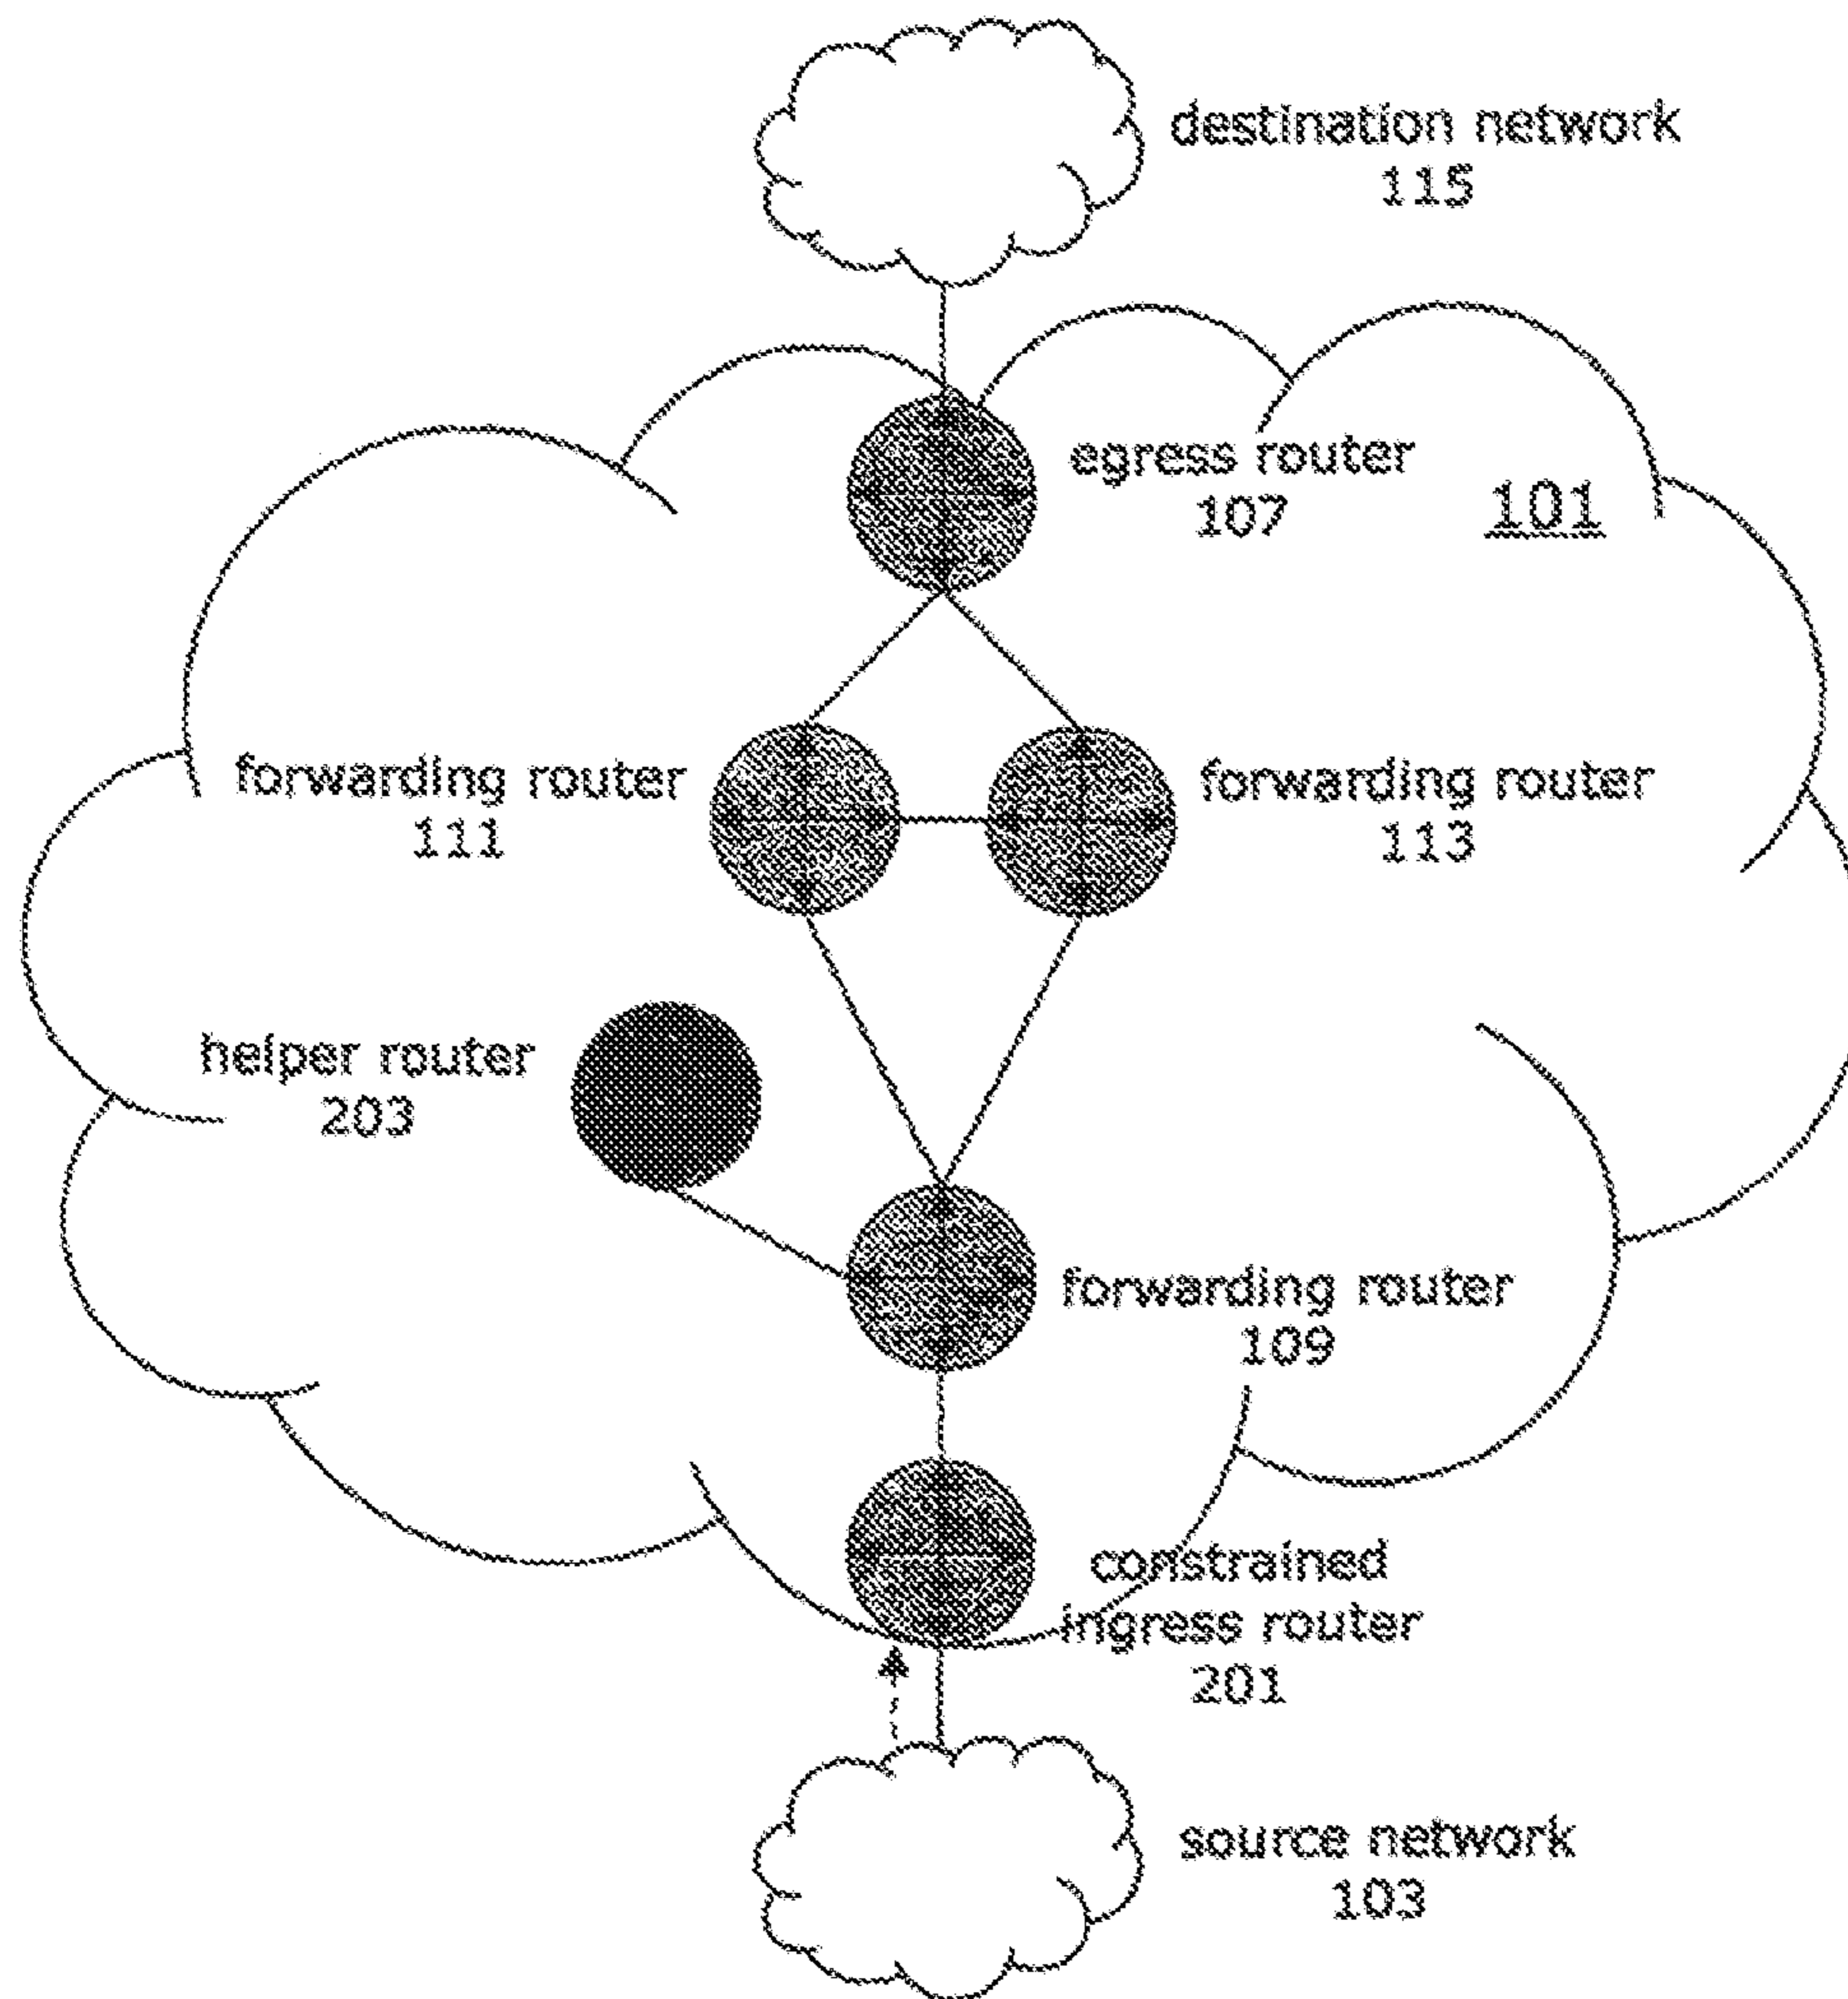 destination network
115
egress router
107
101
forwarding router
111
forwarding router
113
helper router
203
forwarding router
109
constrained
ingress router
201
source network
103